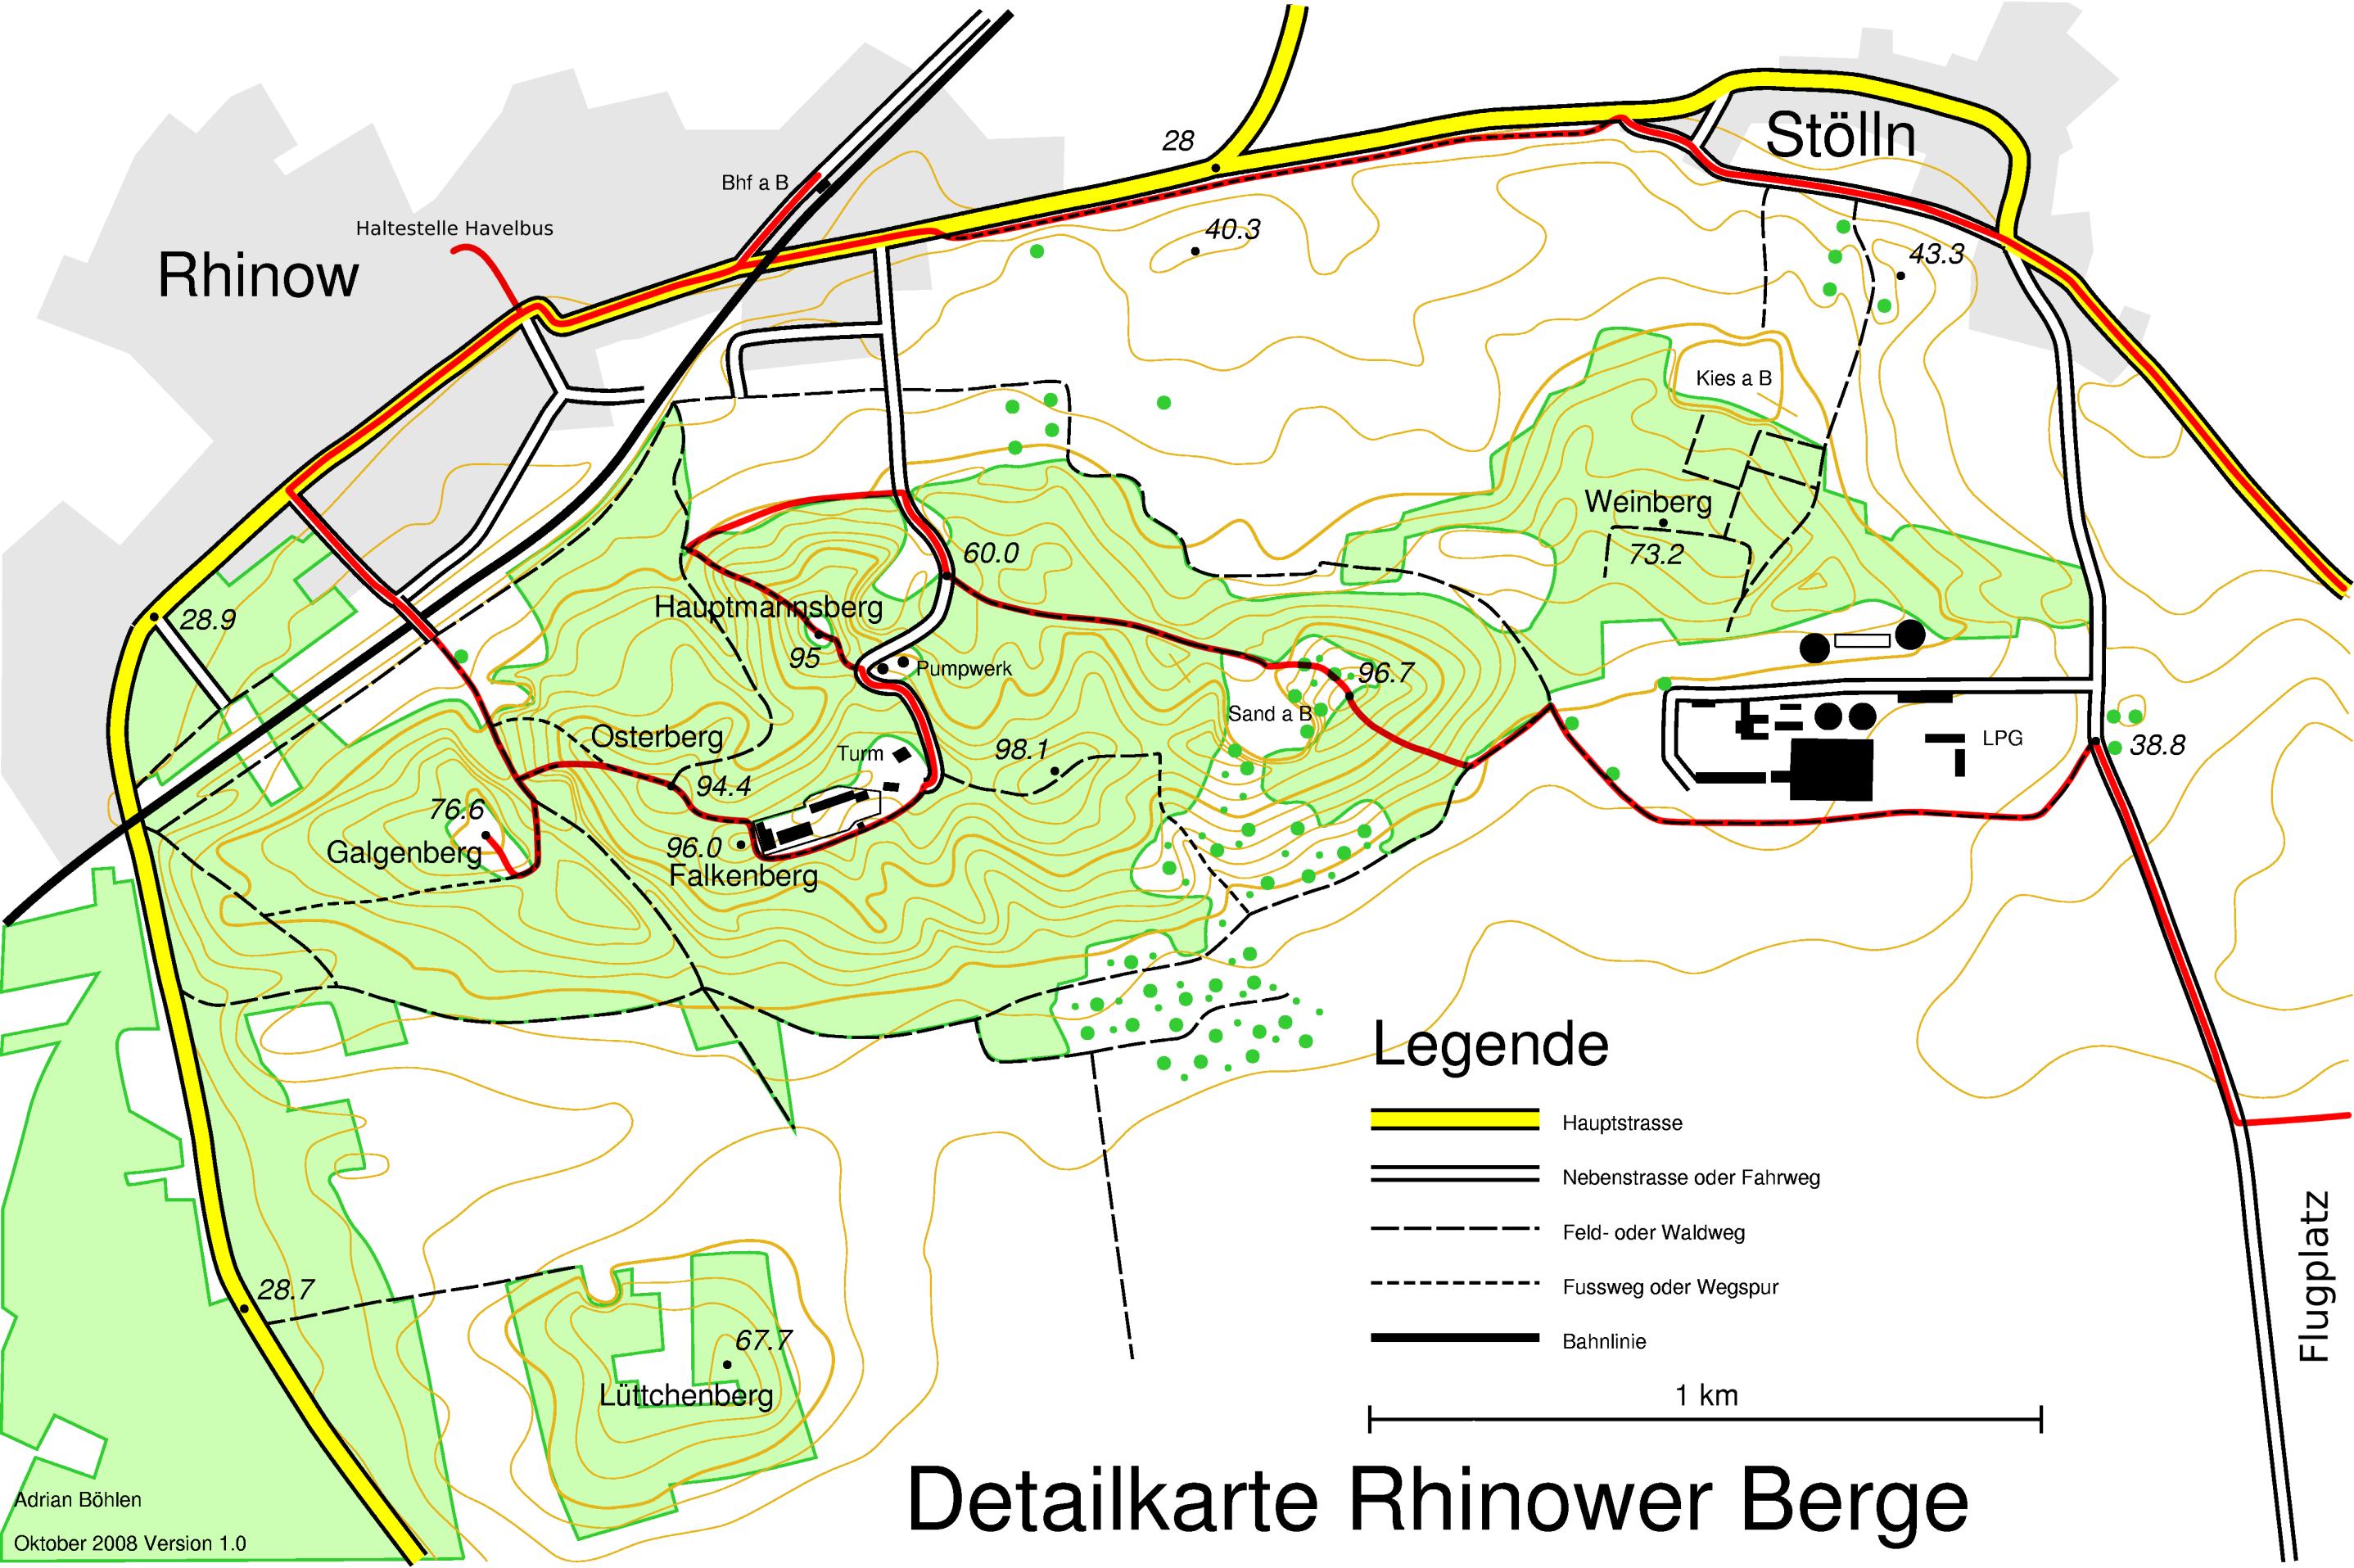 28
Stölln
Bhf a B
Haltestelle Havelbus
40.3
43.3
Rhinow
Kies a B
Weinberg
60.0
73.2
28.9
Hauptmannsberg
95
Pumpwerk
96.7
Sand a B
Osterberg
Turm
98.1
LPG
38.8
94.4
76.6
Galgenberg
96.0
Falkenberg
Legende
Hauptstrasse
Nebenstrasse oder Fahrweg
Feld- oder Waldweg
Fussweg oder Wegspur
Bahnlinie
Flugplatz
28.7
67.7
Lüttchenberg
1 km
Detailkarte Rhinower Berge
Adrian Böhlen
Oktober 2008 Version 1.0